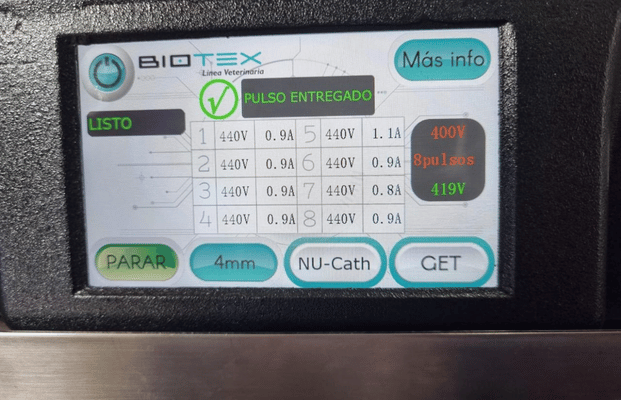 BIOTEX
Línea Veterinaria
Más info
PULSO ENTREGADO
LISTO
1 440V 0.9A 5 440V 1.1A
2 440V 0.9A 6 440V 0.9A
3 440V 0.9A 7 440V 0.8A
4 440V 0.9A 8 440V 0.9A
400V
8pulsos
419V
PARAR 4mm NU-Cath GET